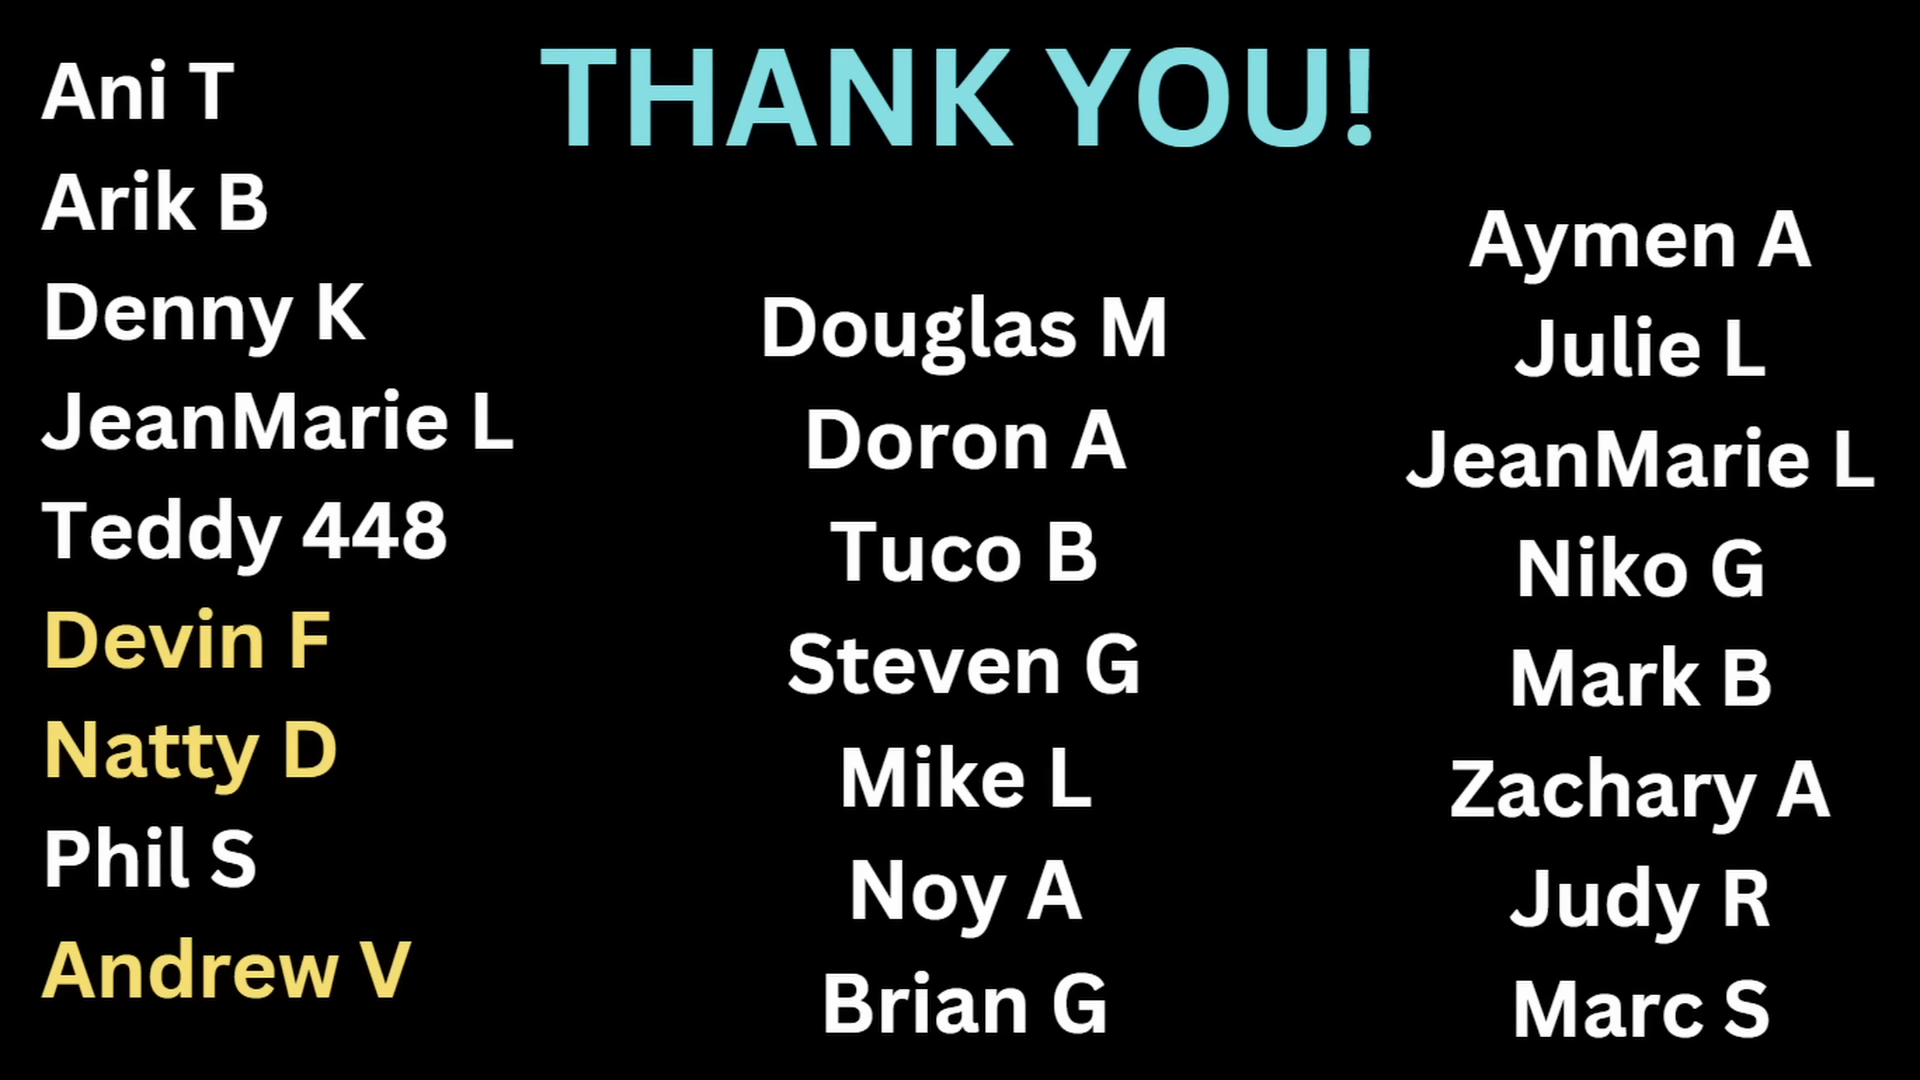 THANK YOU!
Ani T
Arik B
Denny K
JeanMarie L
Teddy 448
Devin F
Natty D
Phil S
Andrew V
Douglas M
Doron A
Tuco B
Steven G
Mike L
Noy A
Brian G
Aymen A
Julie L
JeanMarie L
Niko G
Mark B
Zachary A
Judy R
Marc S